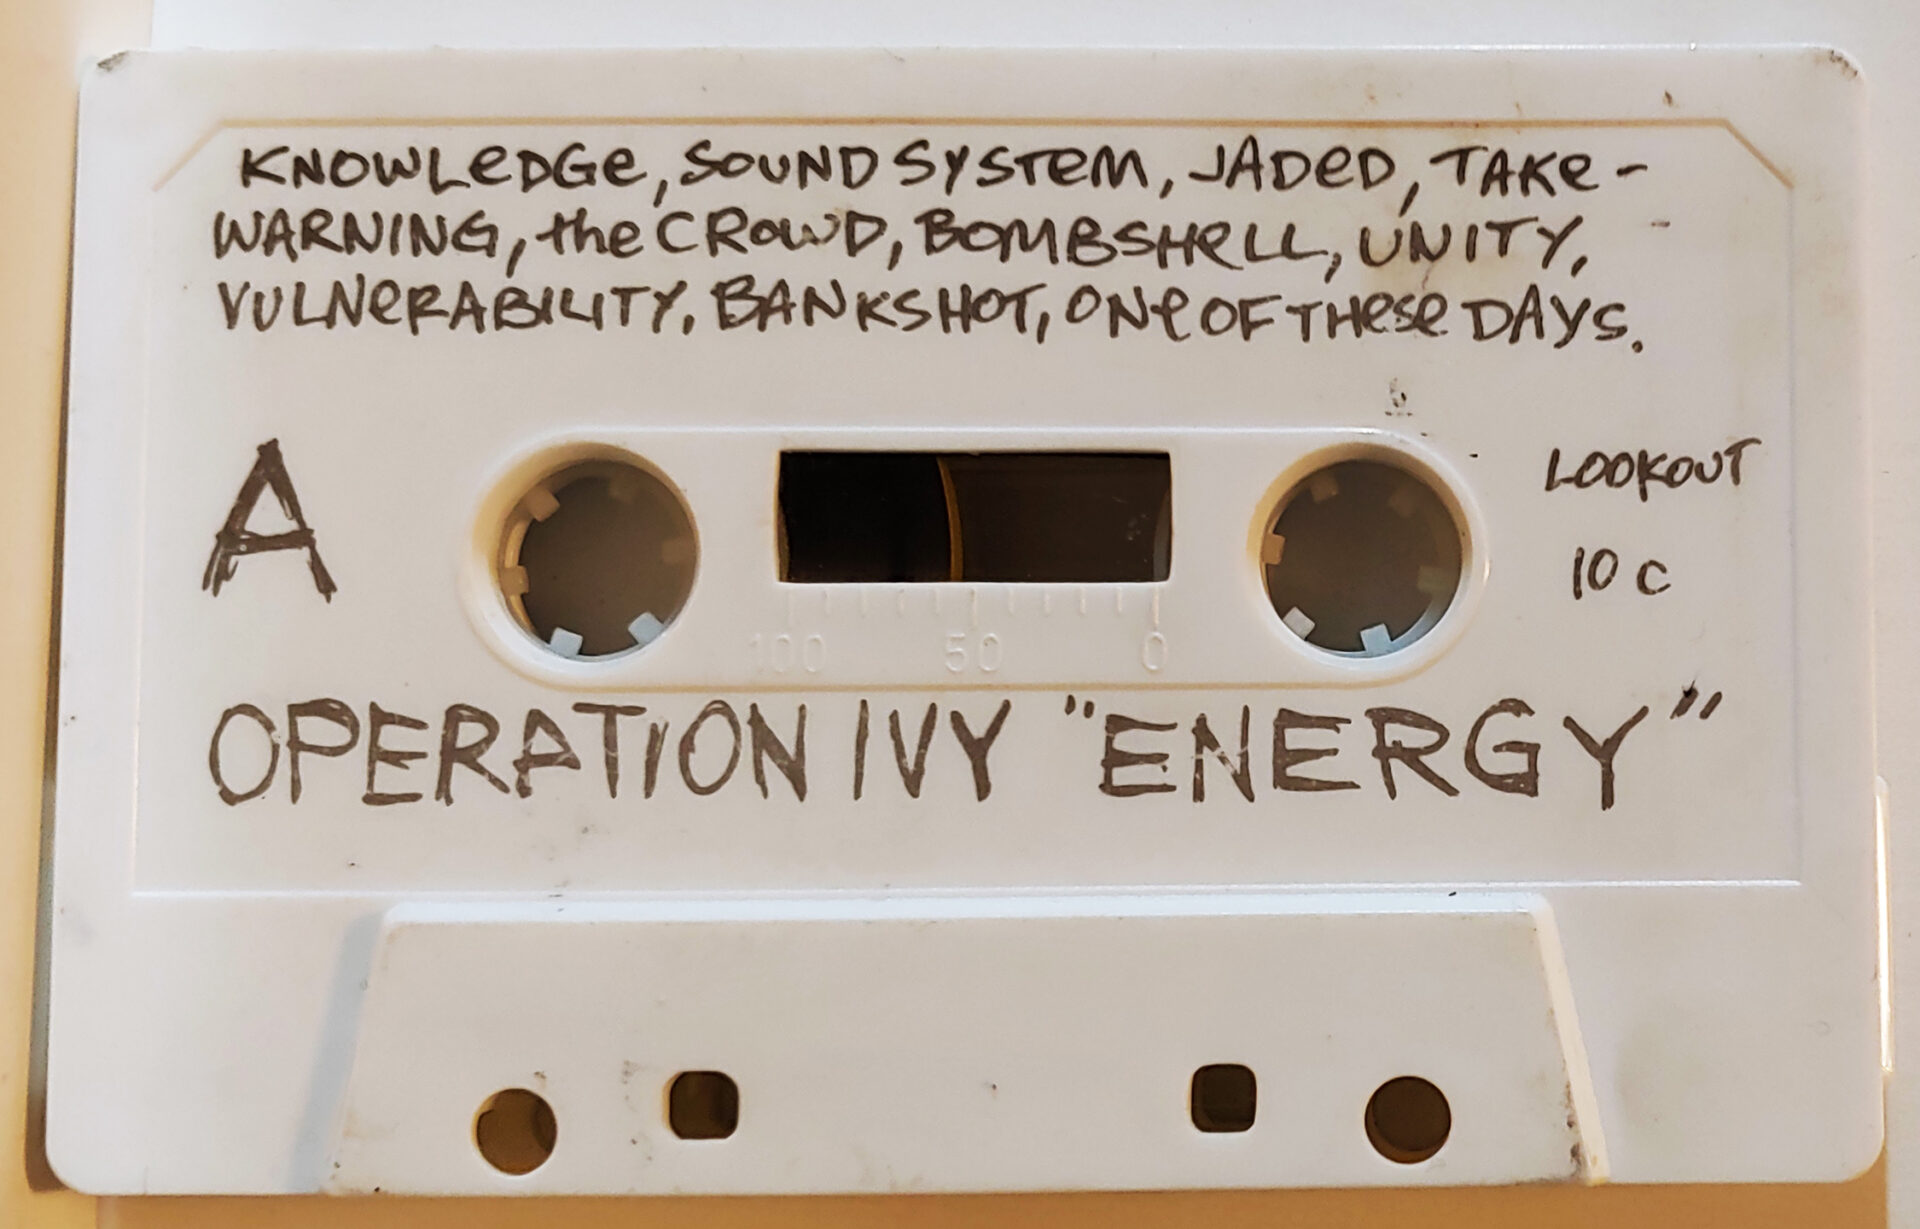 KNOWLeDGe, SOUND SYSTeM, JADeD, TAKe-
WARNING, the CROWD, BOMBSHeLL, UNITY,
VULNeRABILITY, BANKSHOT, ONe OF THese DAYS.
A
LOOKOUT
10 C
100 50 0
OPERATION IVY "ENERGY"